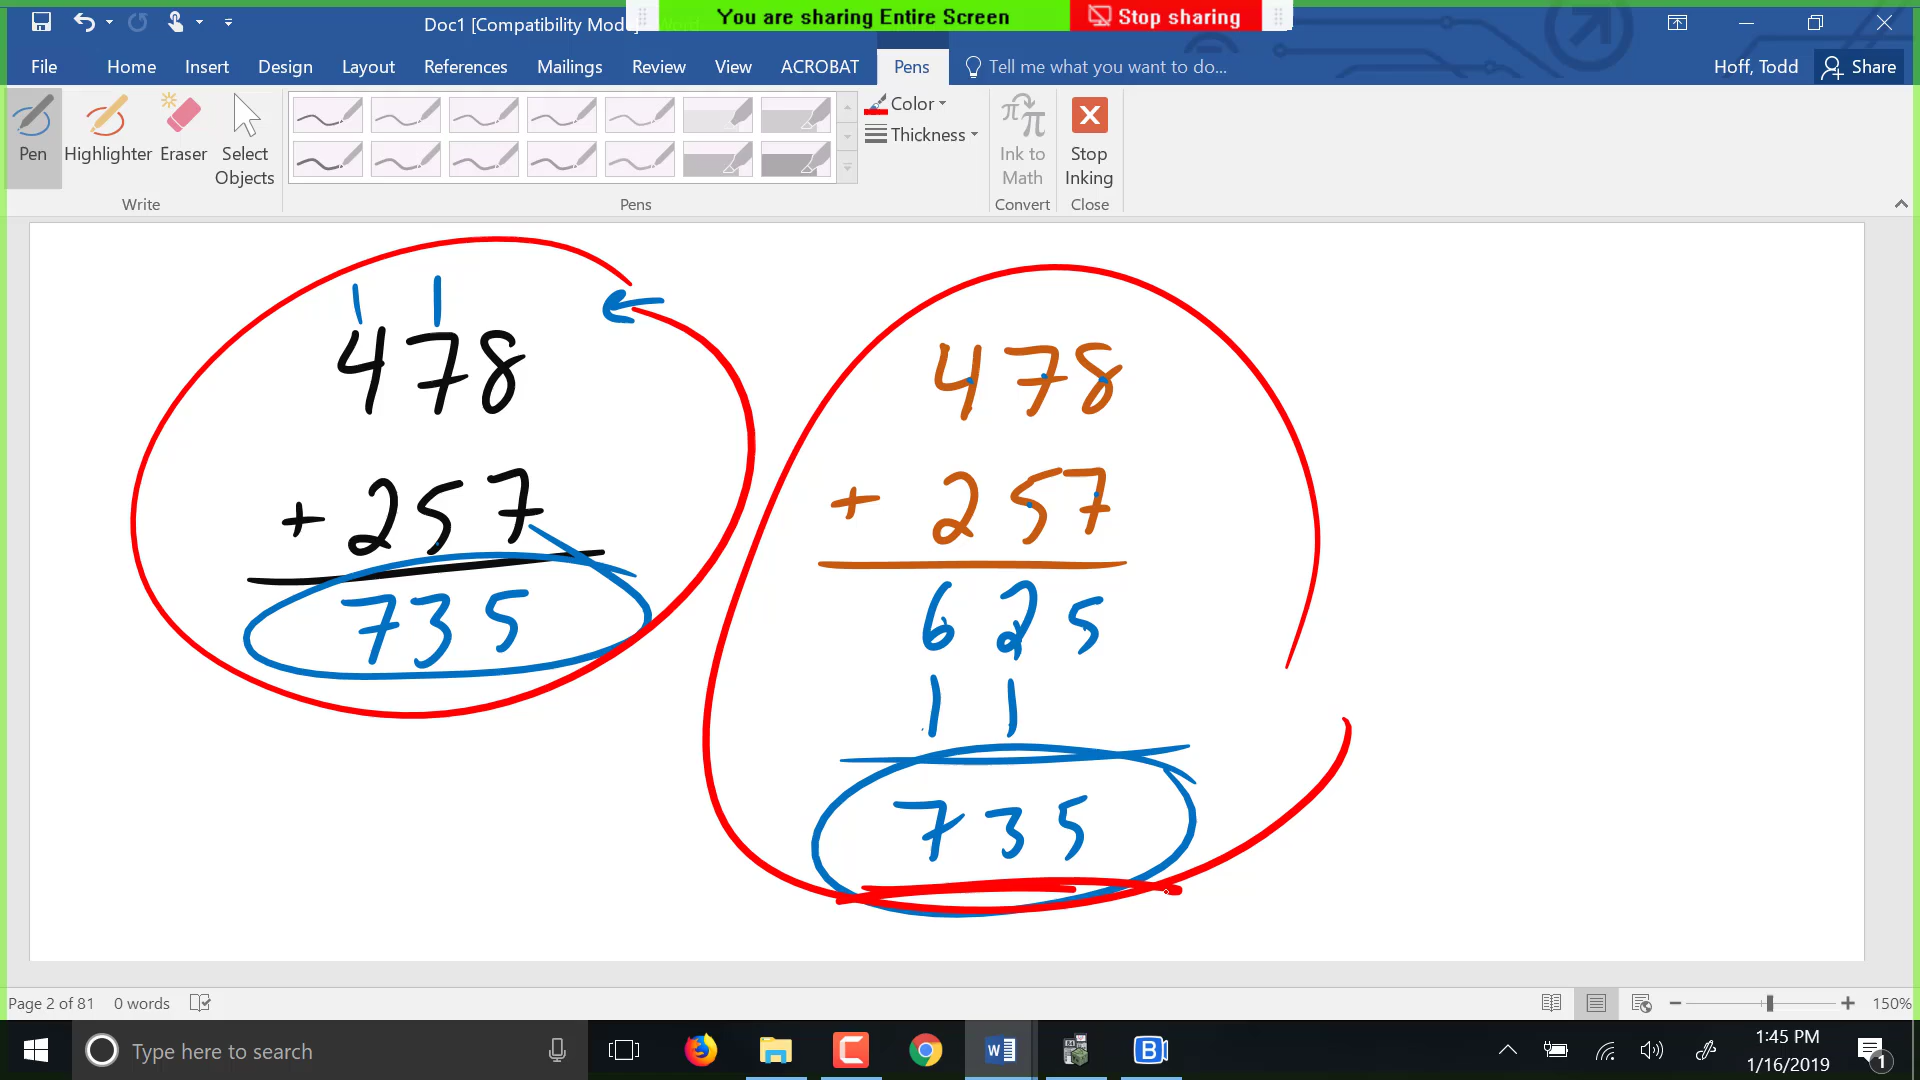 You are sharing Entire Screen Stop sharing
Doc1 [Compatibility Mod
File Home Insert Design Layout References Mailings Review View ACROBAT Pens Tell me what you want to do... Hoff, Todd Share
Pen Highlighter Eraser Select Objects
Color
Thickness
Ink to Math
Stop Inking
Write Pens Convert Close
1 1
478
+ 257
735
478
+ 257
625
1 1
735
Page 2 of 81 0 words 150%
Type here to search
1:45 PM
1/16/2019
1